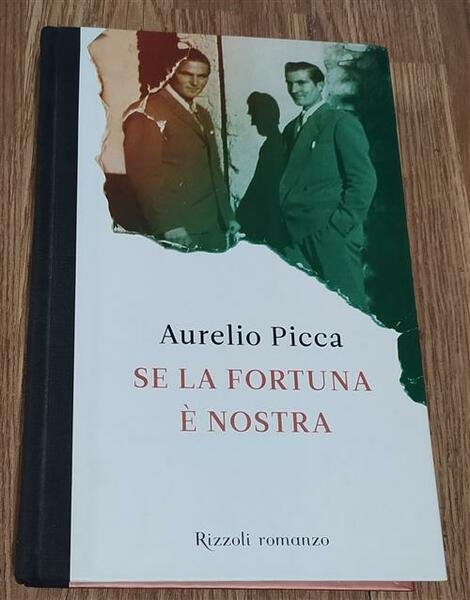 Aurelio Picca
SE LA FORTUNA
È NOSTRA
Rizzoli romanzo